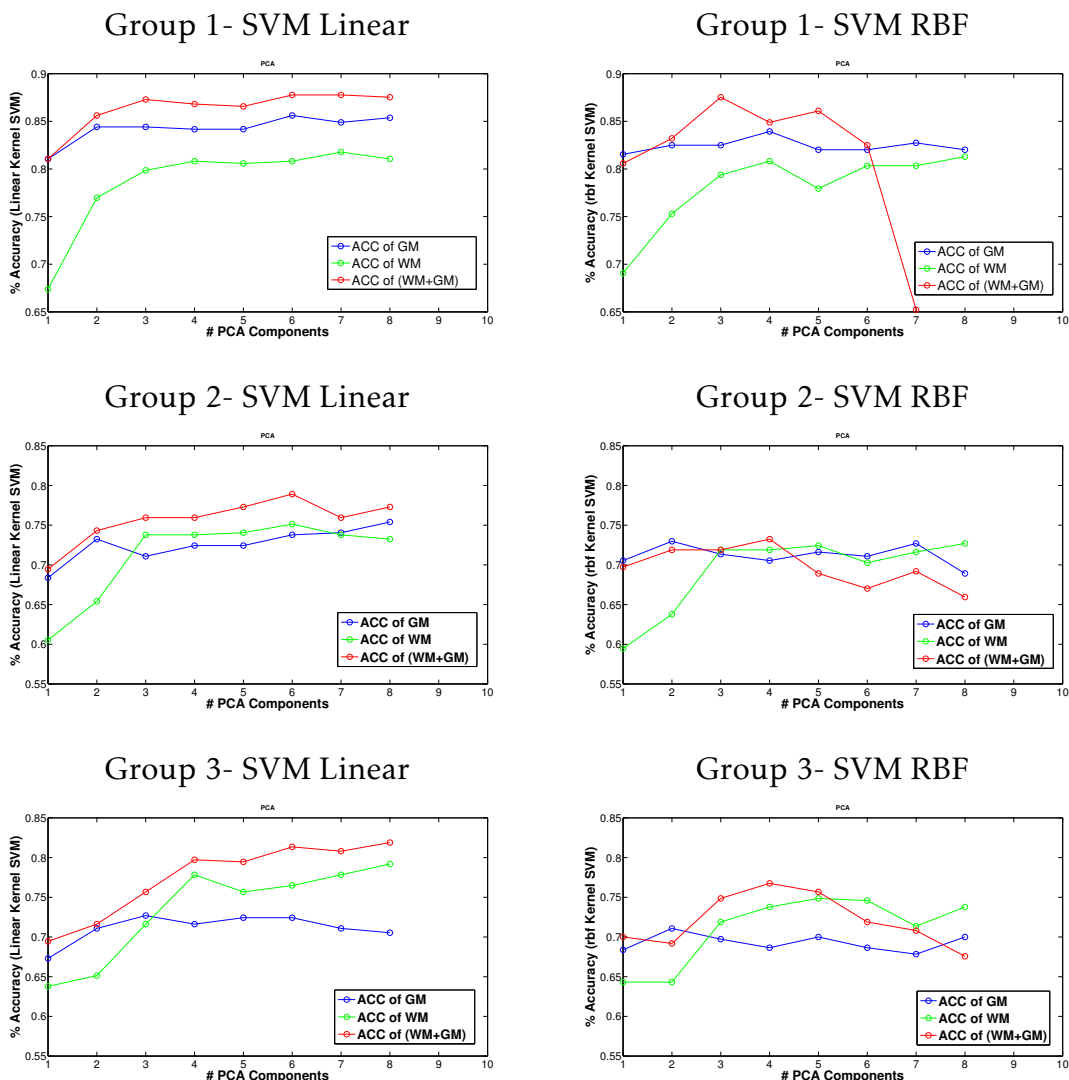 Group 1- SVM Linear
PCA
% Accuracy (Linear Kernel SVM)
0.9
0.85
0.8
0.75
0.7
0.65
1 2 3 4 5 6 7 8 9 10
# PCA Components
ACC of GM
ACC of WM
ACC of (WM+GM)
Group 1- SVM RBF
PCA
% Accuracy (rbf Kernel SVM)
0.9
0.85
0.8
0.75
0.7
0.65
1 2 3 4 5 6 7 8 9 10
# PCA Components
ACC of GM
ACC of WM
ACC of (WM+GM)
Group 2- SVM Linear
PCA
% Accuracy (Linear Kernel SVM)
0.85
0.8
0.75
0.7
0.65
0.6
0.55
1 2 3 4 5 6 7 8 9 10
# PCA Components
ACC of GM
ACC of WM
ACC of (WM+GM)
Group 2- SVM RBF
PCA
% Accuracy (rbf Kernel SVM)
0.85
0.8
0.75
0.7
0.65
0.6
0.55
1 2 3 4 5 6 7 8 9 10
# PCA Components
ACC of GM
ACC of WM
ACC of (WM+GM)
Group 3- SVM Linear
PCA
% Accuracy (Linear Kernel SVM)
0.85
0.8
0.75
0.7
0.65
0.6
0.55
1 2 3 4 5 6 7 8 9 10
# PCA Components
ACC of GM
ACC of WM
ACC of (WM+GM)
Group 3- SVM RBF
PCA
% Accuracy (rbf Kernel SVM)
0.85
0.8
0.75
0.7
0.65
0.6
0.55
1 2 3 4 5 6 7 8 9 10
# PCA Components
ACC of GM
ACC of WM
ACC of (WM+GM)